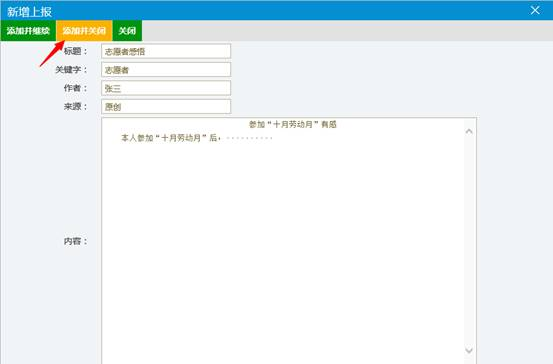 新增上报
添加并继续 添加并关闭 关闭
标题： 志愿者感悟
关键字： 志愿者
作者： 张三
来源： 原创
参加“十月劳动月”有感
本人参加“十月劳动月”后，··········
内容：